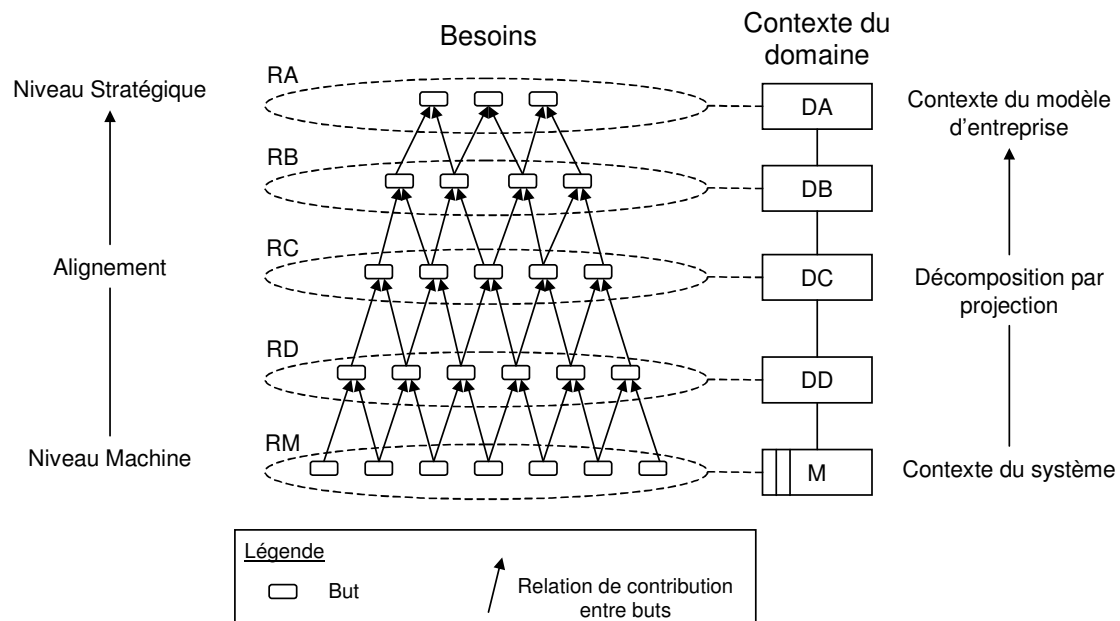 Besoins
Contexte du
domaine
Niveau Stratégique
RA
DA
Contexte du modèle
d'entreprise
RB
DB
Alignement
RC
DC
Décomposition par
projection
RD
DD
Niveau Machine
RM
M
Contexte du système
Légende
But
Relation de contribution
entre buts